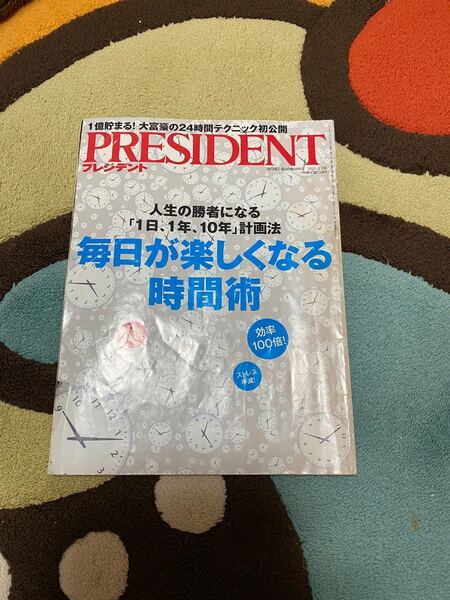 1億貯まる！大富豪の24時間テクニック初公開
PRESIDENT
プレジデント
人生の勝者になる
「1日、1年、10年」計画法
毎日が楽しくなる
時間術
効率
100倍！
ストレス
半減！